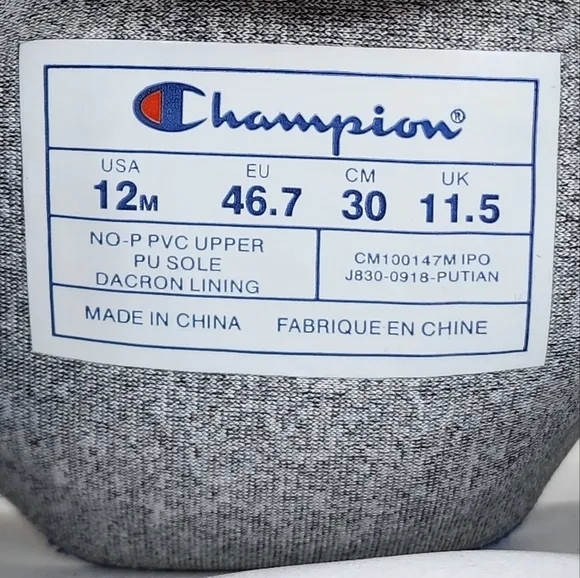 Champion®
USA EU CM UK
12M 46.7 30 11.5
NO-P PVC UPPER
PU SOLE
DACRON LINING
CM100147M IPO
J830-0918-PUTIAN
MADE IN CHINA FABRIQUE EN CHINE